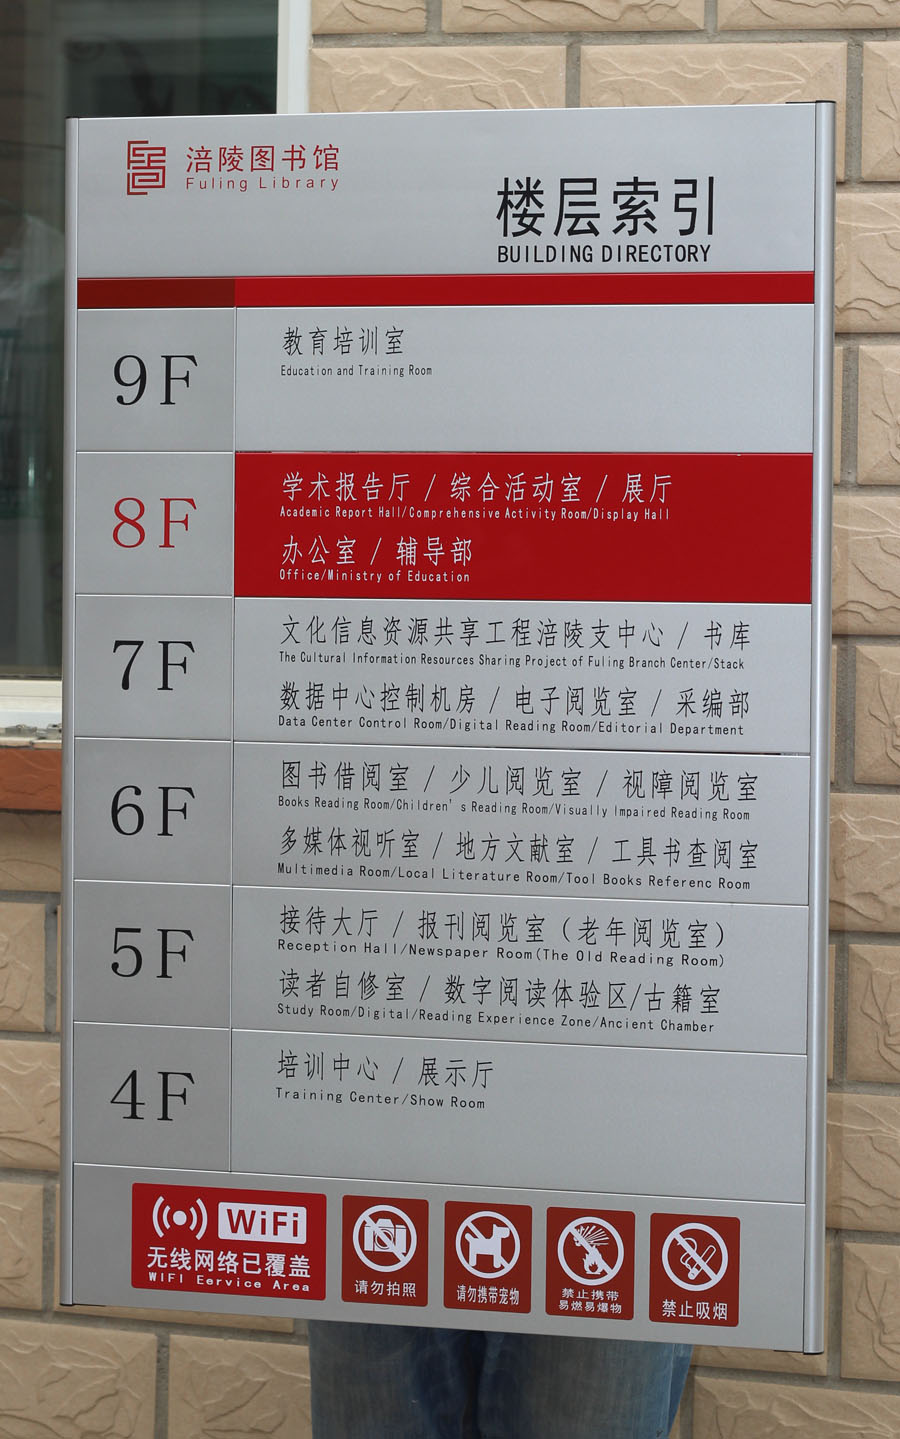 涪陵图书馆
Fuling Library
楼层索引
BUILDING DIRECTORY
9F
教育培训室
Education and Training Room
8F
学术报告厅 / 综合活动室 / 展厅
Academic Report Hall/Comprehensive Activity Room/Display Hall
办公室 / 辅导部
Office/Ministry of Education
7F
文化信息资源共享工程涪陵支中心 / 书库
The Cultural Information Resources Sharing Project of Fuling Branch Center/Stack
数据中心控制机房 / 电子阅览室 / 采编部
Data Center Control Room/Digital Reading Room/Editorial Department
6F
图书借阅室 / 少儿阅览室 / 视障阅览室
Books Reading Room/Children's Reading Room/Visually Impaired Reading Room
多媒体视听室 / 地方文献室 / 工具书查阅室
Multimedia Room/Local Literature Room/Tool Books Referenc Room
5F
接待大厅 / 报刊阅览室（老年阅览室）
Reception Hall/Newspaper Room(The Old Reading Room)
读者自修室 / 数字阅读体验区/古籍室
Study Room/Digital/Reading Experience Zone/Ancient Chamber
4F
培训中心 / 展示厅
Training Center/Show Room
WiFi
无线网络已覆盖
WIFI Eervice Area
请勿拍照
请勿携带宠物
禁止携带
易燃易爆物
禁止吸烟